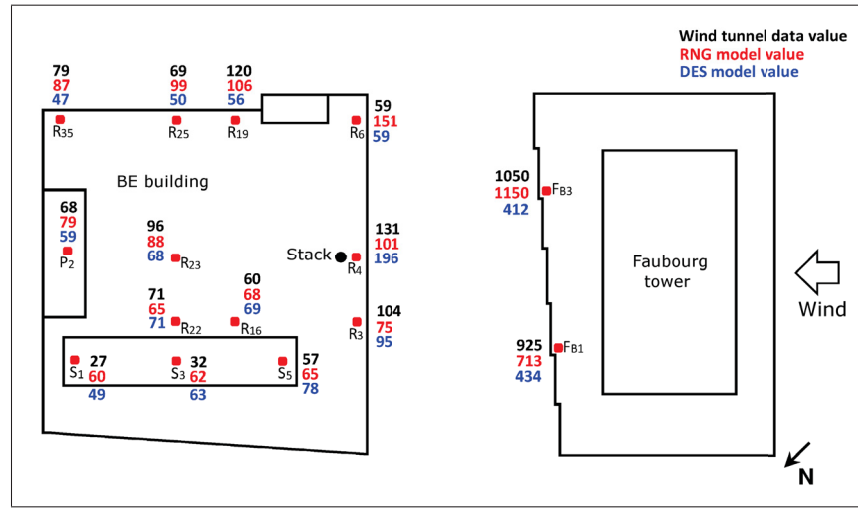 Wind tunnel data value
RNG model value
DES model value
79
87
47
R35
69
99
50
R25
120
106
56
R19
59
151
59
R6
BE building
68
79
59
P2
96
88
68
R23
Stack
131
101
196
R4
71
65
71
R22
60
68
69
R16
104
75
95
R3
27
60
49
S1
32
62
63
S3
57
65
78
S5
1050
1150
412
FB3
925
713
434
FB1
Faubourg
tower
Wind
N